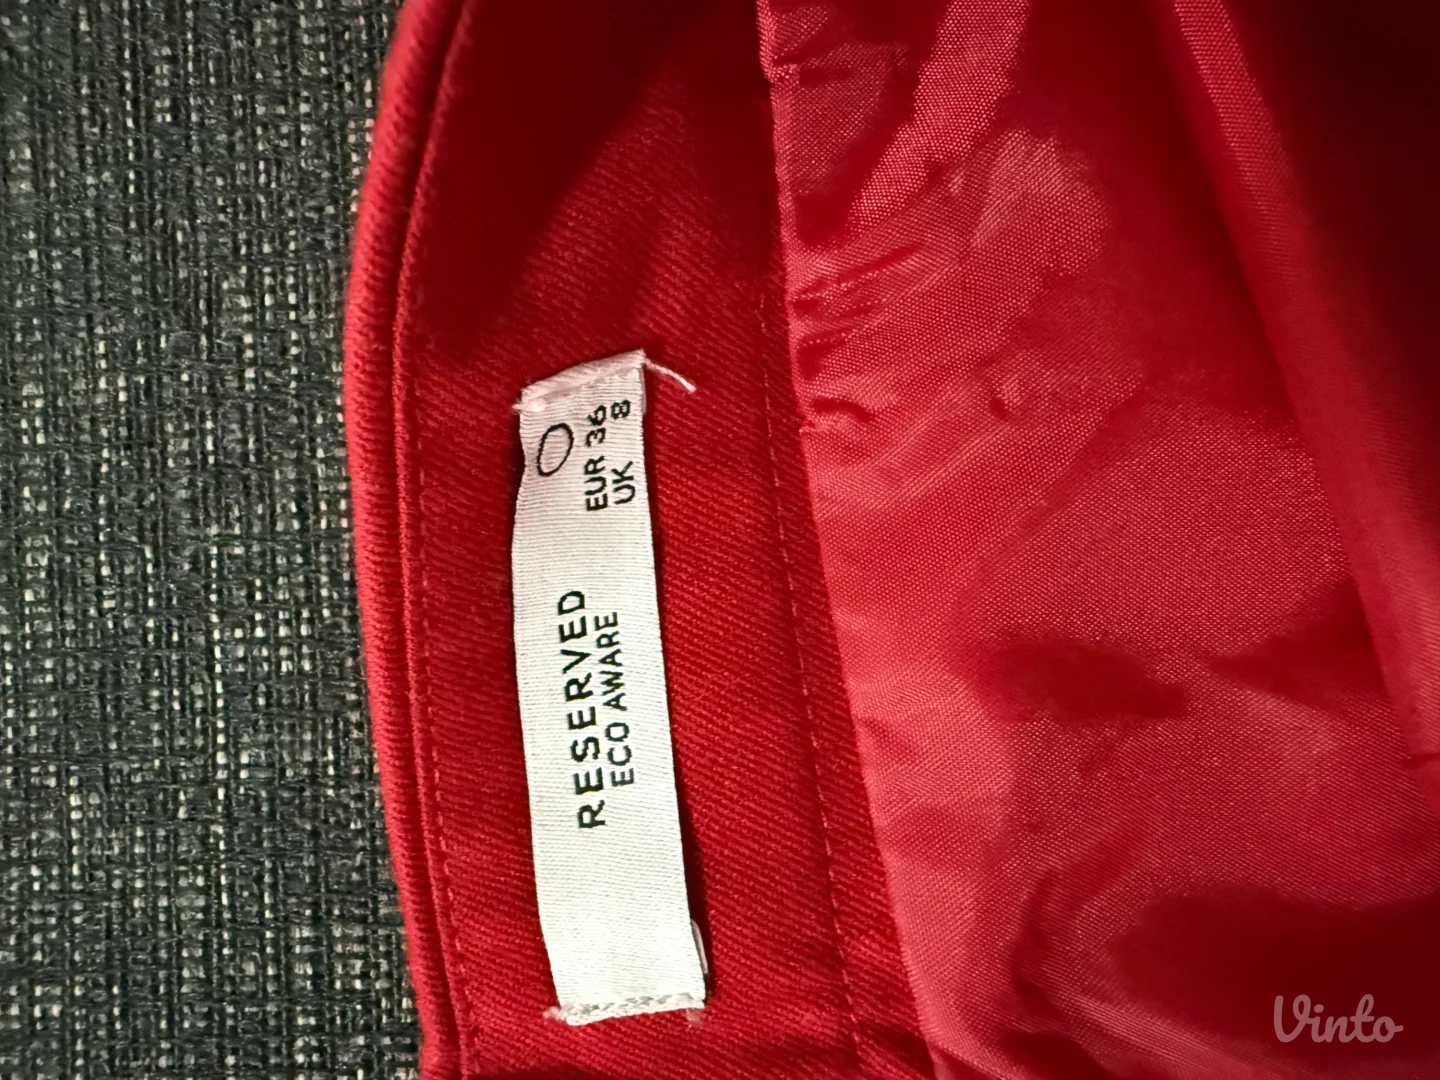 RESERVED
ECO AWARE
EUR 36
UK 8
Vinto